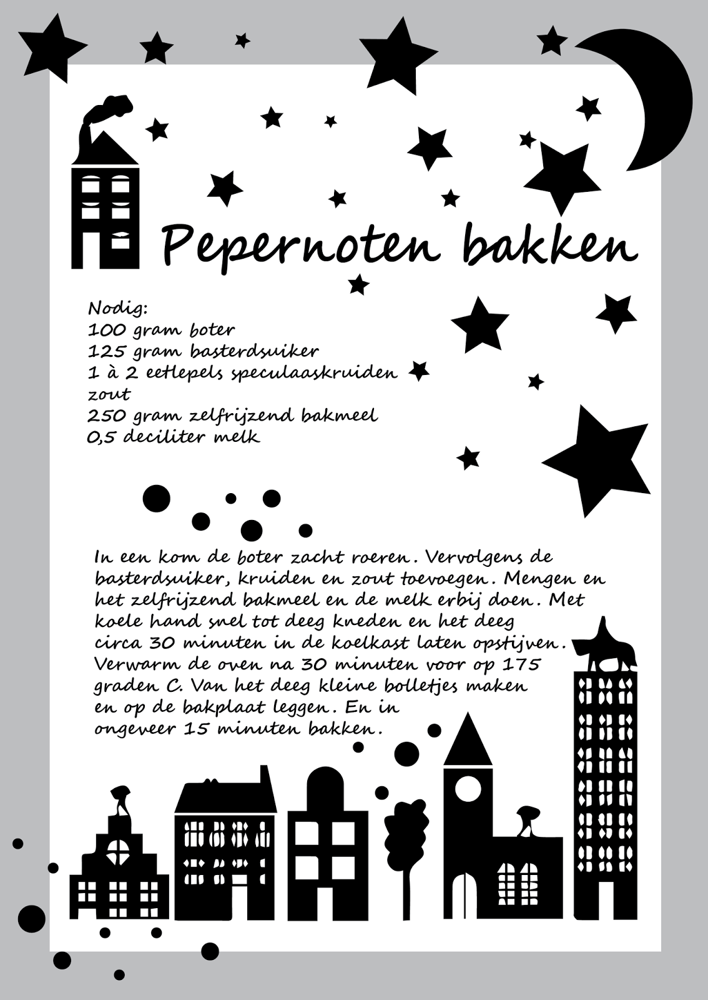 Pepernoten bakken
Nodig:
100 gram boter
125 gram basterdsuiker
1 à 2 eetlepels speculaaskruiden
zout
250 gram zelfrijzend bakmeel
0,5 deciliter melk
In een kom de boter zacht roeren. Vervolgens de
basterdsuiker, kruiden en zout toevoegen. Mengen en
het zelfrijzend bakmeel en de melk erbij doen. Met
koele hand snel tot deeg kneden en het deeg
circa 30 minuten in de koelkast laten opstijven.
Verwarm de oven na 30 minuten voor op 175
graden C. Van het deeg kleine bolletjes maken
en op de bakplaat leggen. En in
ongeveer 15 minuten bakken.